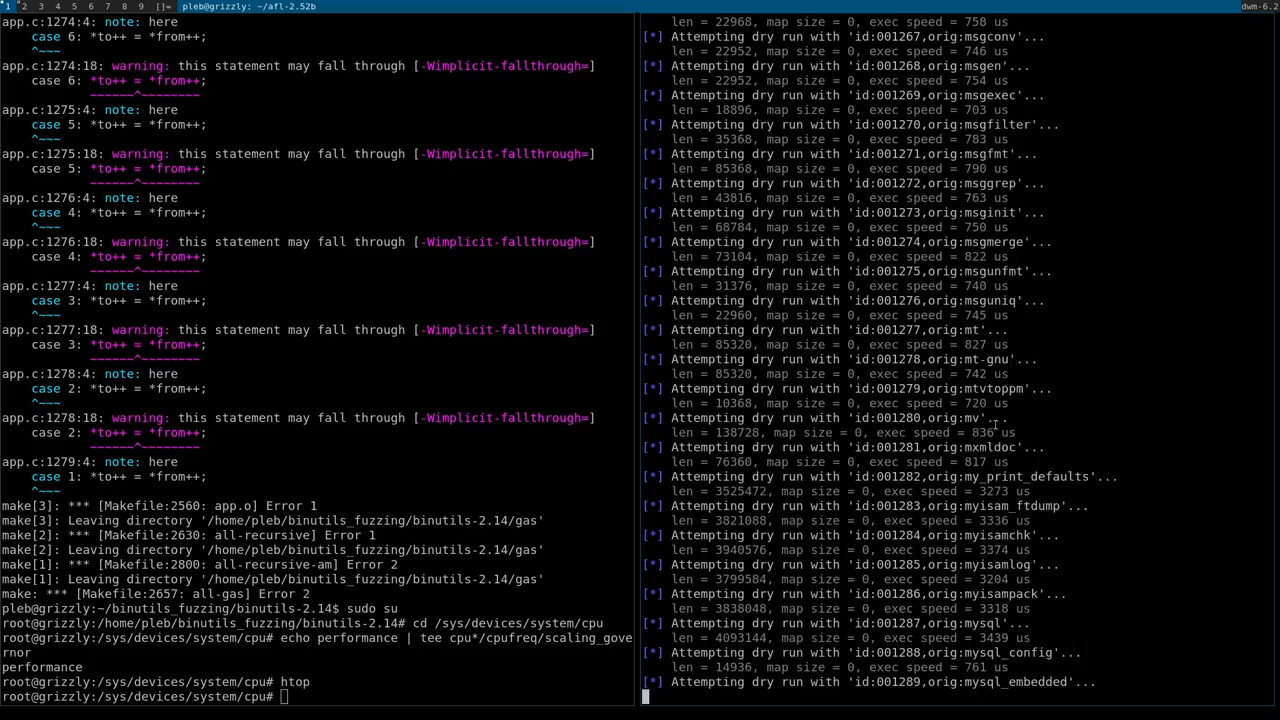 1 2 3 4 5 6 7 8 9 []= pleb@grizzly: ~/afl-2.52b dwm-6.2
app.c:1274:4: note: here
case 6: *to++ = *from++;
^~~~
app.c:1274:18: warning: this statement may fall through [-Wimplicit-fallthrough=]
case 6: *to++ = *from++;
~~~~~~^~~~~~~~~
app.c:1275:4: note: here
case 5: *to++ = *from++;
^~~~
app.c:1275:18: warning: this statement may fall through [-Wimplicit-fallthrough=]
case 5: *to++ = *from++;
~~~~~~^~~~~~~~~
app.c:1276:4: note: here
case 4: *to++ = *from++;
^~~~
app.c:1276:18: warning: this statement may fall through [-Wimplicit-fallthrough=]
case 4: *to++ = *from++;
~~~~~~^~~~~~~~~
app.c:1277:4: note: here
case 3: *to++ = *from++;
^~~~
app.c:1277:18: warning: this statement may fall through [-Wimplicit-fallthrough=]
case 3: *to++ = *from++;
~~~~~~^~~~~~~~~
app.c:1278:4: note: here
case 2: *to++ = *from++;
^~~~
app.c:1278:18: warning: this statement may fall through [-Wimplicit-fallthrough=]
case 2: *to++ = *from++;
~~~~~~^~~~~~~~~
app.c:1279:4: note: here
case 1: *to++ = *from++;
^~~~
make[3]: *** [Makefile:2560: app.o] Error 1
make[3]: Leaving directory '/home/pleb/binutils_fuzzing/binutils-2.14/gas'
make[2]: *** [Makefile:2630: all-recursive] Error 1
make[2]: Leaving directory '/home/pleb/binutils_fuzzing/binutils-2.14/gas'
make[1]: *** [Makefile:2800: all-recursive-am] Error 2
make[1]: Leaving directory '/home/pleb/binutils_fuzzing/binutils-2.14/gas'
make: *** [Makefile:2657: all-gas] Error 2
pleb@grizzly:~/binutils_fuzzing/binutils-2.14$ sudo su
root@grizzly:/home/pleb/binutils_fuzzing/binutils-2.14# cd /sys/devices/system/cpu
root@grizzly:/sys/devices/system/cpu# echo performance | tee cpu*/cpufreq/scaling_gove
rnor
performance
root@grizzly:/sys/devices/system/cpu# htop
root@grizzly:/sys/devices/system/cpu#
len = 22968, map size = 0, exec speed = 758 us
[*] Attempting dry run with 'id:001267,orig:msgconv'...
len = 22952, map size = 0, exec speed = 746 us
[*] Attempting dry run with 'id:001268,orig:msgen'...
len = 22952, map size = 0, exec speed = 754 us
[*] Attempting dry run with 'id:001269,orig:msgexec'...
len = 18896, map size = 0, exec speed = 703 us
[*] Attempting dry run with 'id:001270,orig:msgfilter'...
len = 35368, map size = 0, exec speed = 783 us
[*] Attempting dry run with 'id:001271,orig:msgfmt'...
len = 85368, map size = 0, exec speed = 790 us
[*] Attempting dry run with 'id:001272,orig:msggrep'...
len = 43816, map size = 0, exec speed = 763 us
[*] Attempting dry run with 'id:001273,orig:msginit'...
len = 68784, map size = 0, exec speed = 750 us
[*] Attempting dry run with 'id:001274,orig:msgmerge'...
len = 73104, map size = 0, exec speed = 822 us
[*] Attempting dry run with 'id:001275,orig:msgunfmt'...
len = 31376, map size = 0, exec speed = 740 us
[*] Attempting dry run with 'id:001276,orig:msguniq'...
len = 22960, map size = 0, exec speed = 745 us
[*] Attempting dry run with 'id:001277,orig:mt'...
len = 85320, map size = 0, exec speed = 827 us
[*] Attempting dry run with 'id:001278,orig:mt-gnu'...
len = 85320, map size = 0, exec speed = 742 us
[*] Attempting dry run with 'id:001279,orig:mtvtoppm'...
len = 10368, map size = 0, exec speed = 720 us
[*] Attempting dry run with 'id:001280,orig:mv'...
len = 138728, map size = 0, exec speed = 836 us
[*] Attempting dry run with 'id:001281,orig:mxmldoc'...
len = 76360, map size = 0, exec speed = 817 us
[*] Attempting dry run with 'id:001282,orig:my_print_defaults'...
len = 3525472, map size = 0, exec speed = 3273 us
[*] Attempting dry run with 'id:001283,orig:myisam_ftdump'...
len = 3821088, map size = 0, exec speed = 3336 us
[*] Attempting dry run with 'id:001284,orig:myisamchk'...
len = 3940576, map size = 0, exec speed = 3374 us
[*] Attempting dry run with 'id:001285,orig:myisamlog'...
len = 3799584, map size = 0, exec speed = 3204 us
[*] Attempting dry run with 'id:001286,orig:myisampack'...
len = 3838048, map size = 0, exec speed = 3318 us
[*] Attempting dry run with 'id:001287,orig:mysql'...
len = 4093144, map size = 0, exec speed = 3439 us
[*] Attempting dry run with 'id:001288,orig:mysql_config'...
len = 14936, map size = 0, exec speed = 761 us
[*] Attempting dry run with 'id:001289,orig:mysql_embedded'...